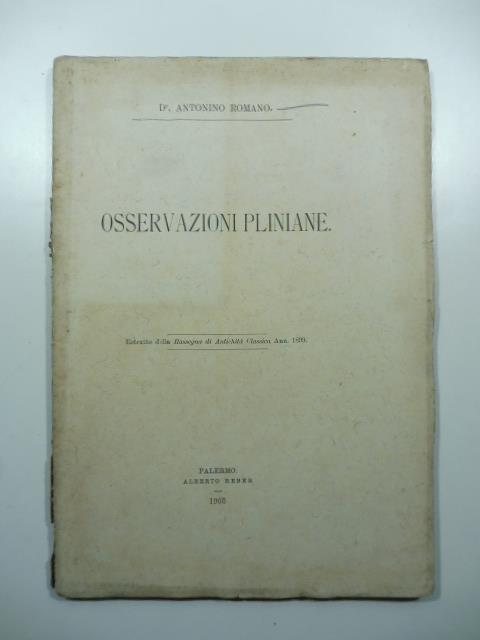 Dr. ANTONINO ROMANO.
OSSERVAZIONI PLINIANE.
Estratto della Rassegna di Antichità Classica Ann. 1899.
PALERMO.
ALBERTO REBER
1900